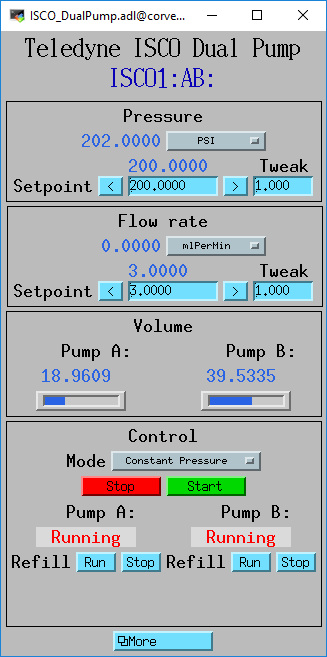 ISCO_DualPump.adl@corve...
Teledyne ISCO Dual Pump
ISCO1:AB:
Pressure
202.0000 PSI
200.0000 Tweak
Setpoint < 200.0000 > 1.000
Flow rate
0.0000 mlPerMin
3.0000 Tweak
Setpoint < 3.0000 > 1.000
Volume
Pump A: Pump B:
18.9609 39.5335
Control
Mode Constant Pressure
Stop Start
Pump A: Pump B:
Running Running
Refill Run Stop Refill Run Stop
More